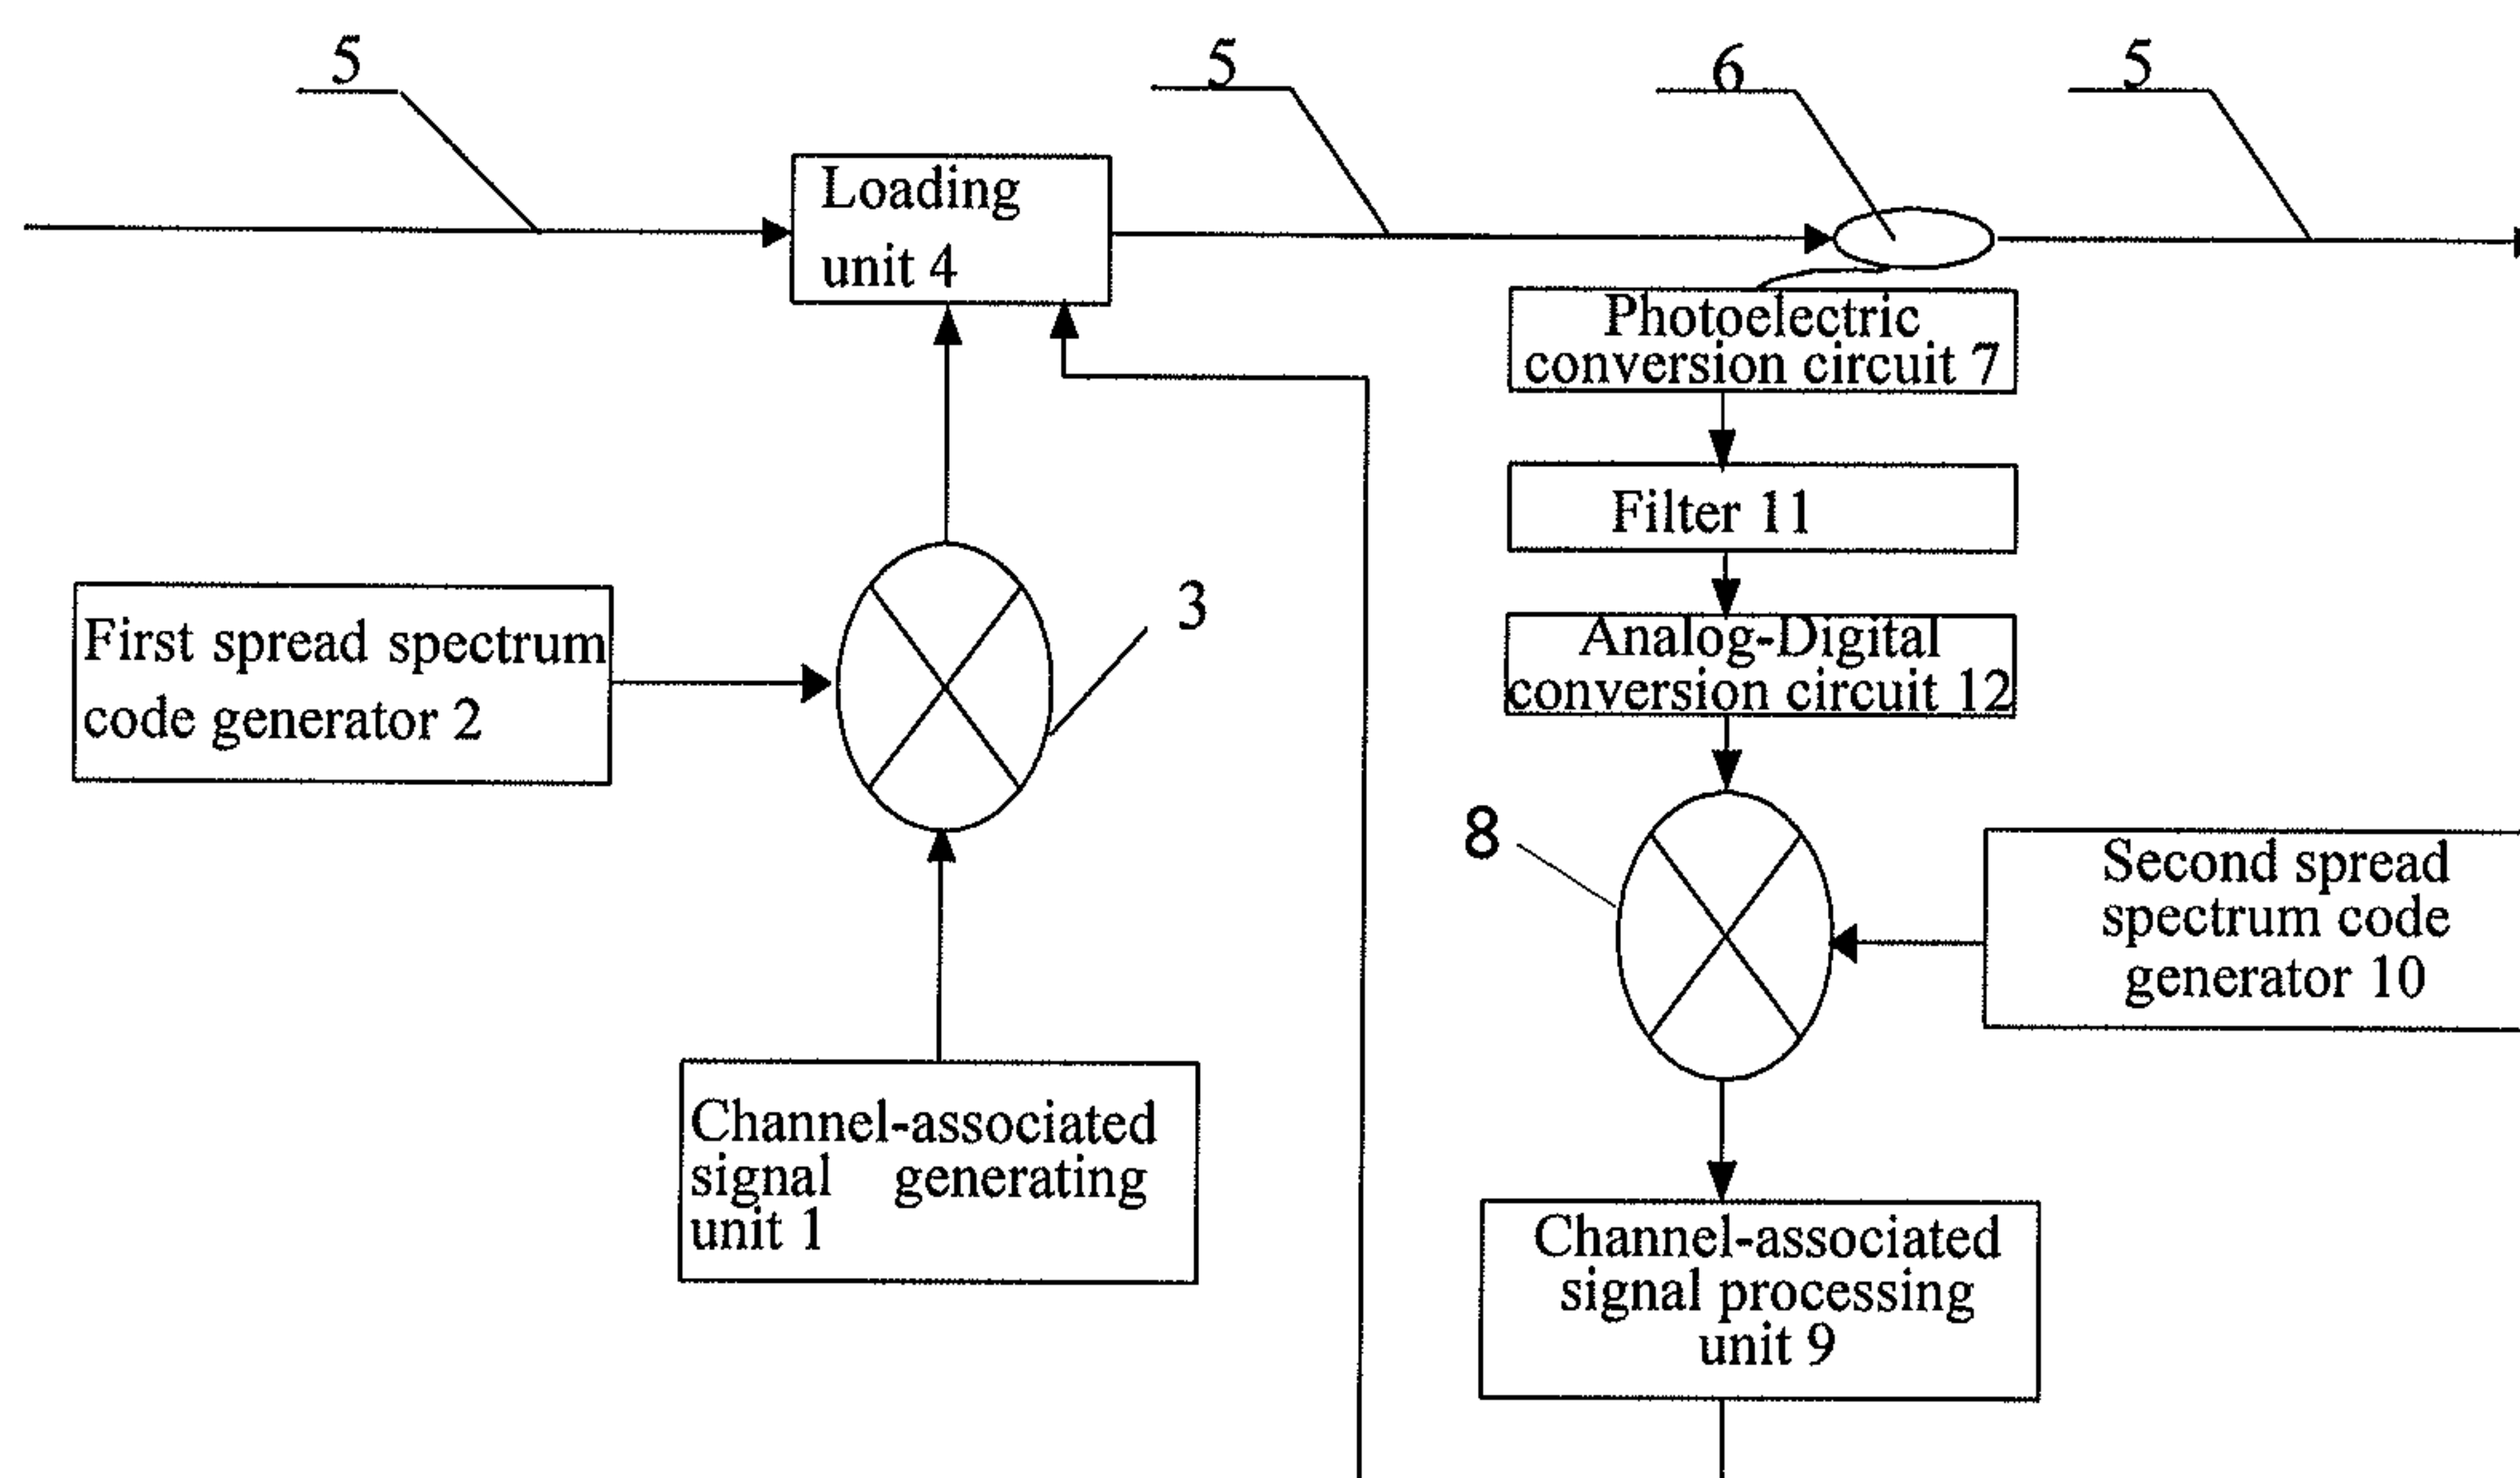 5
5
6
5
Loading
unit 4
Photoelectric
conversion circuit 7
Filter 11
First spread spectrum
code generator 2
3
Analog-Digital
conversion circuit 12
8
Second spread
spectrum code
generator 10
Channel-associated
signal generating
unit 1
Channel-associated
signal processing
unit 9